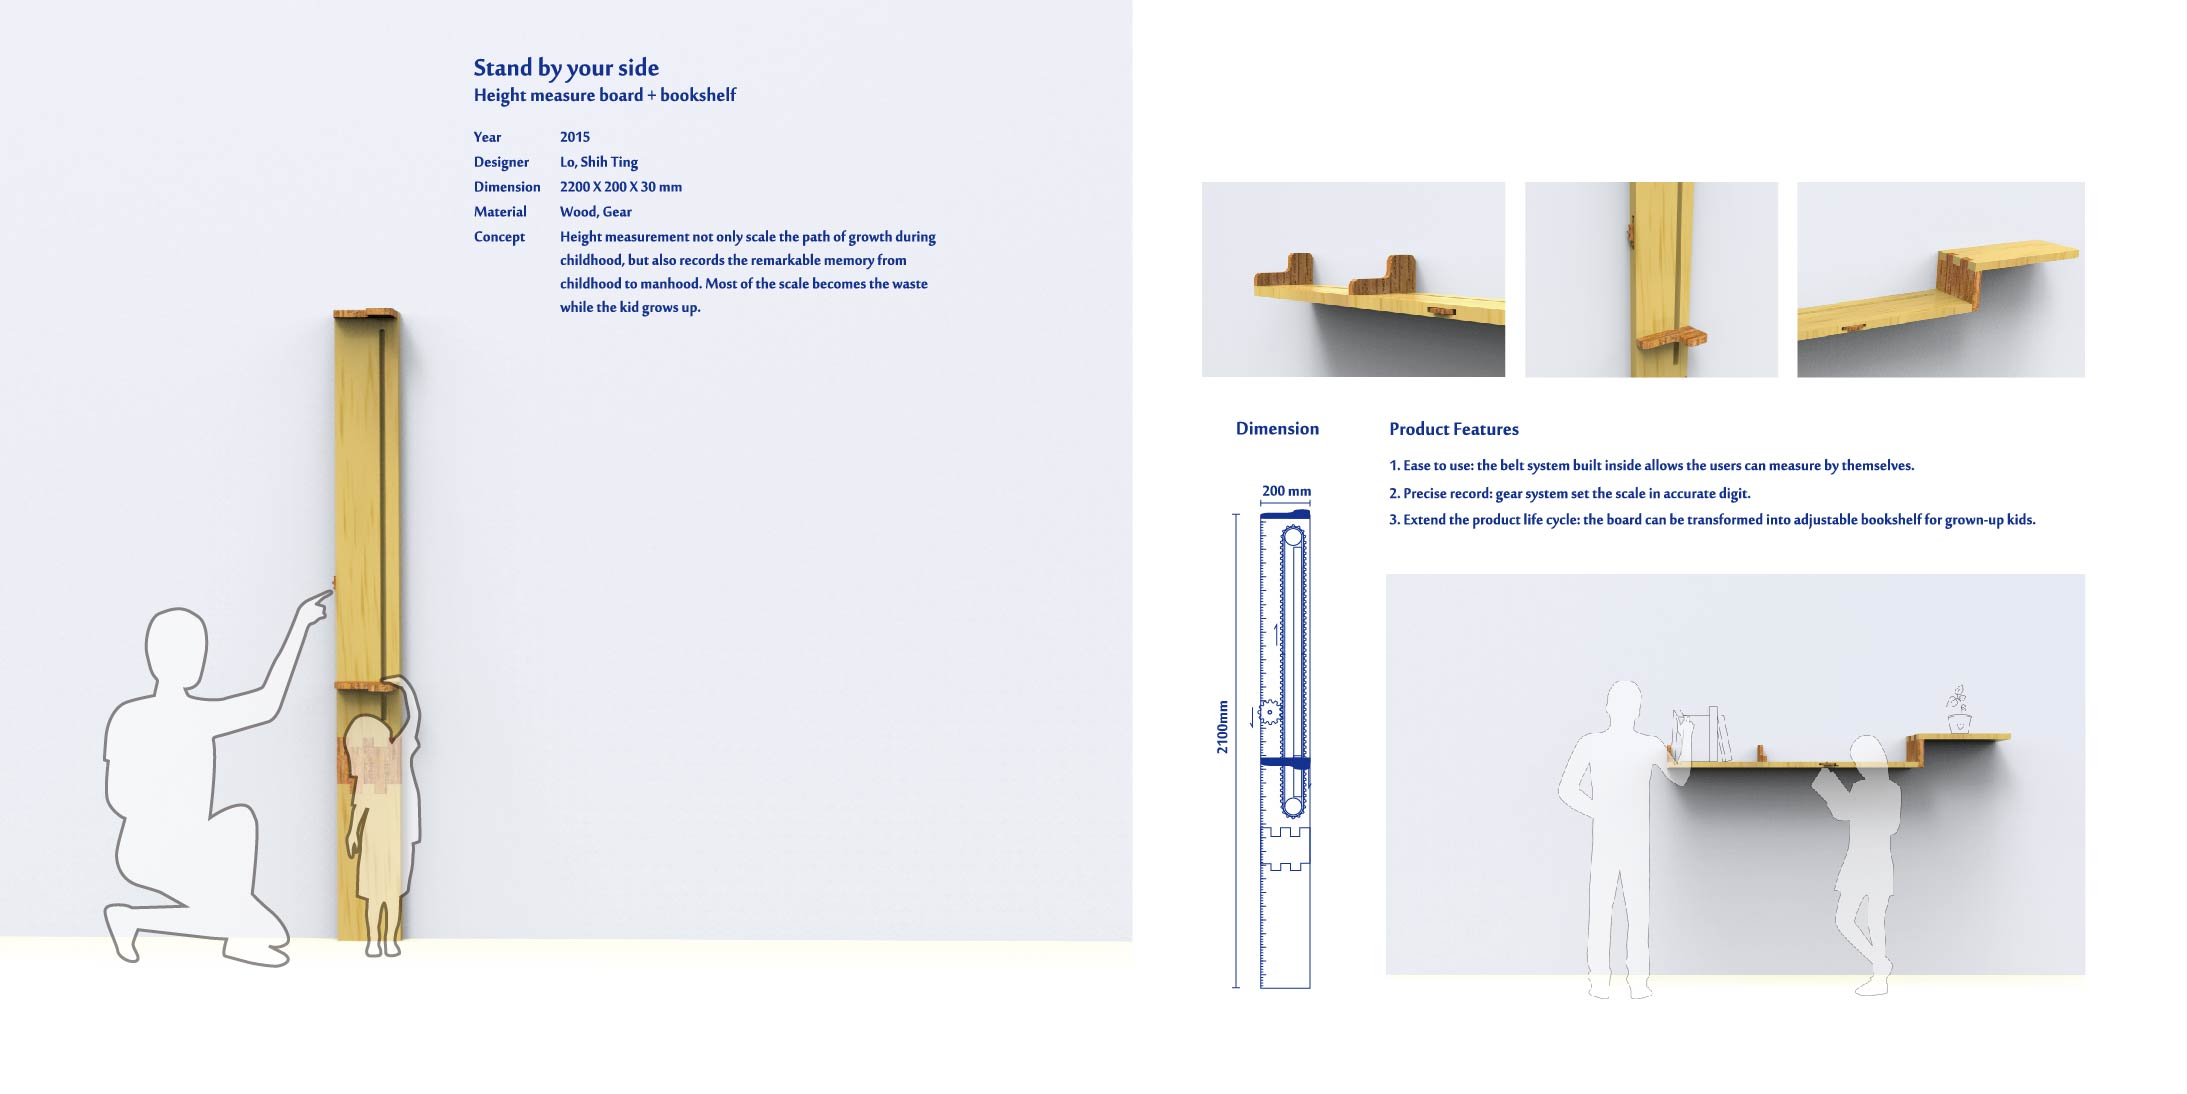 Stand by your side
Height measure board + bookshelf
Year 2015
Designer Lo, Shih Ting
Dimension 2200 X 200 X 30 mm
Material Wood, Gear
Concept Height measurement not only scale the path of growth during
childhood, but also records the remarkable memory from
childhood to manhood. Most of the scale becomes the waste
while the kid grows up.
Dimension
200 mm
2100mm
Product Features
1. Ease to use: the belt system built inside allows the users can measure by themselves.
2. Precise record: gear system set the scale in accurate digit.
3. Extend the product life cycle: the board can be transformed into adjustable bookshelf for grown-up kids.